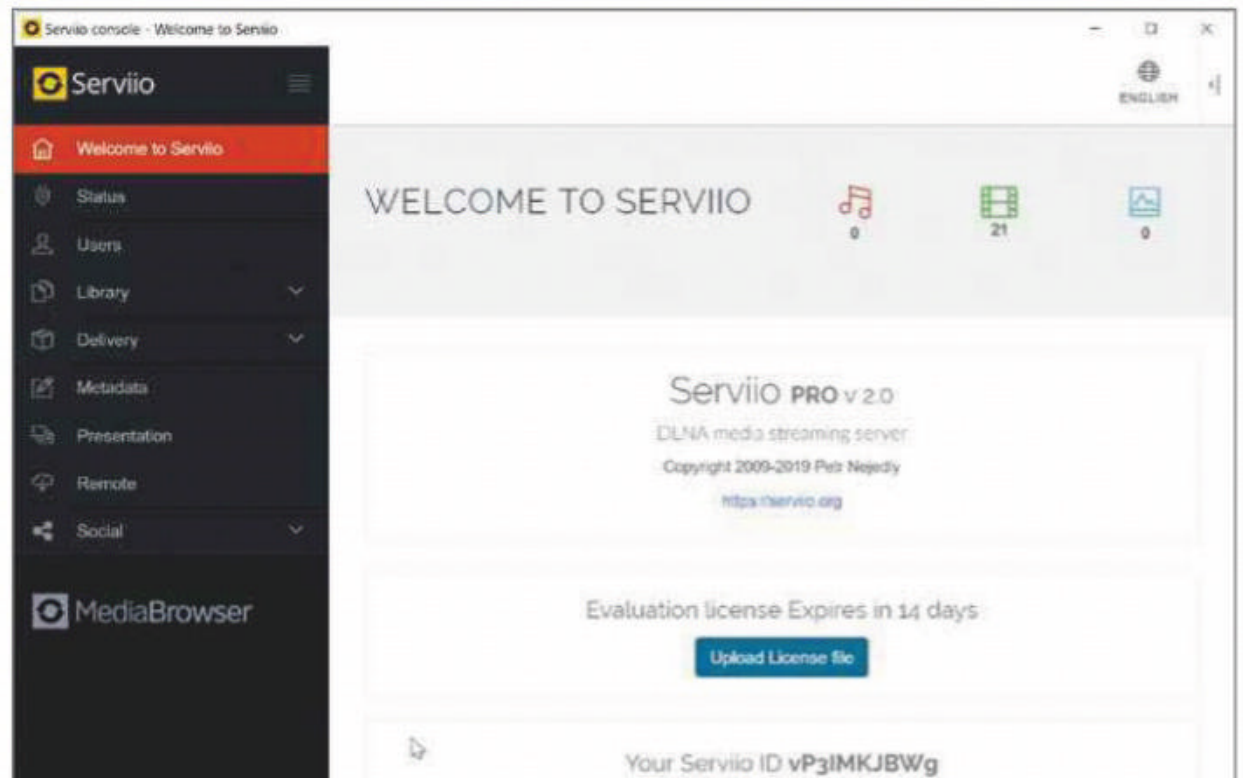 Serviio console - Welcome to Serviio
Serviio
ENGLISH
Welcome to Serviio
Status
Users
Library
Delivery
Metadata
Presentation
Remote
Social
MediaBrowser
WELCOME TO SERVIIO
0
21
0
Serviio PRO v 2.0
DLNA media streaming server
Copyright 2009-2019 Petr Nejedly
https://serviio.org
Evaluation license Expires in 14 days
Upload License file
Your Serviio ID vP3IMKJBWg